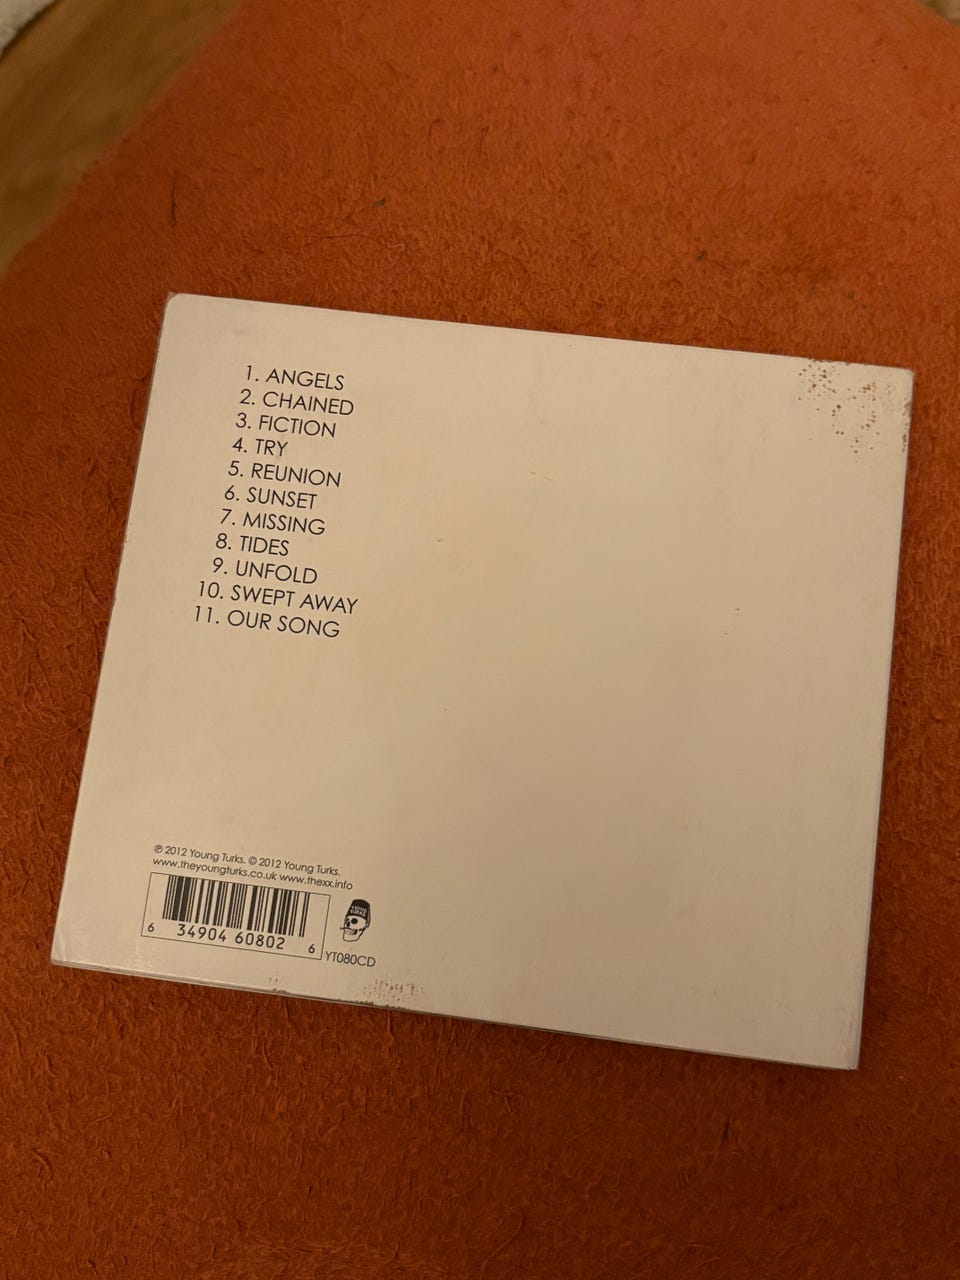 1. ANGELS
2. CHAINED
3. FICTION
4. TRY
5. REUNION
6. SUNSET
7. MISSING
8. TIDES
9. UNFOLD
10. SWEPT AWAY
11. OUR SONG
℗ 2012 Young Turks. © 2012 Young Turks.
www.theyoungturks.co.uk www.thexx.info
6 34904 60802 6
YOUNG
TURKS
YT080CD